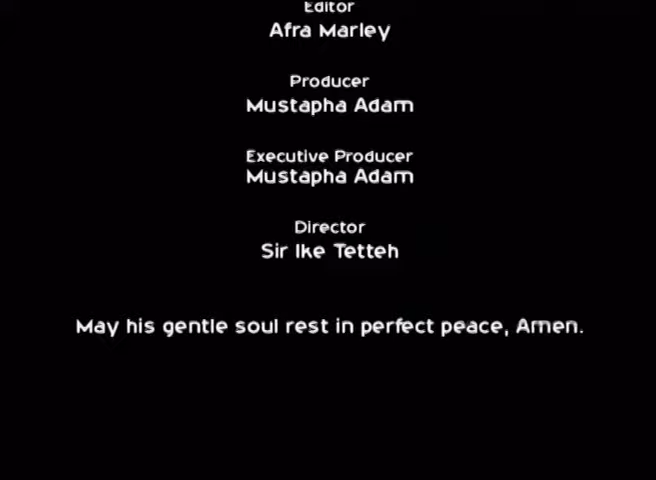 Editor
Afra Marley
Producer
Mustapha Adam
Executive Producer
Mustapha Adam
Director
Sir Ike Tetteh
May his gentle soul rest in perfect peace, Amen.